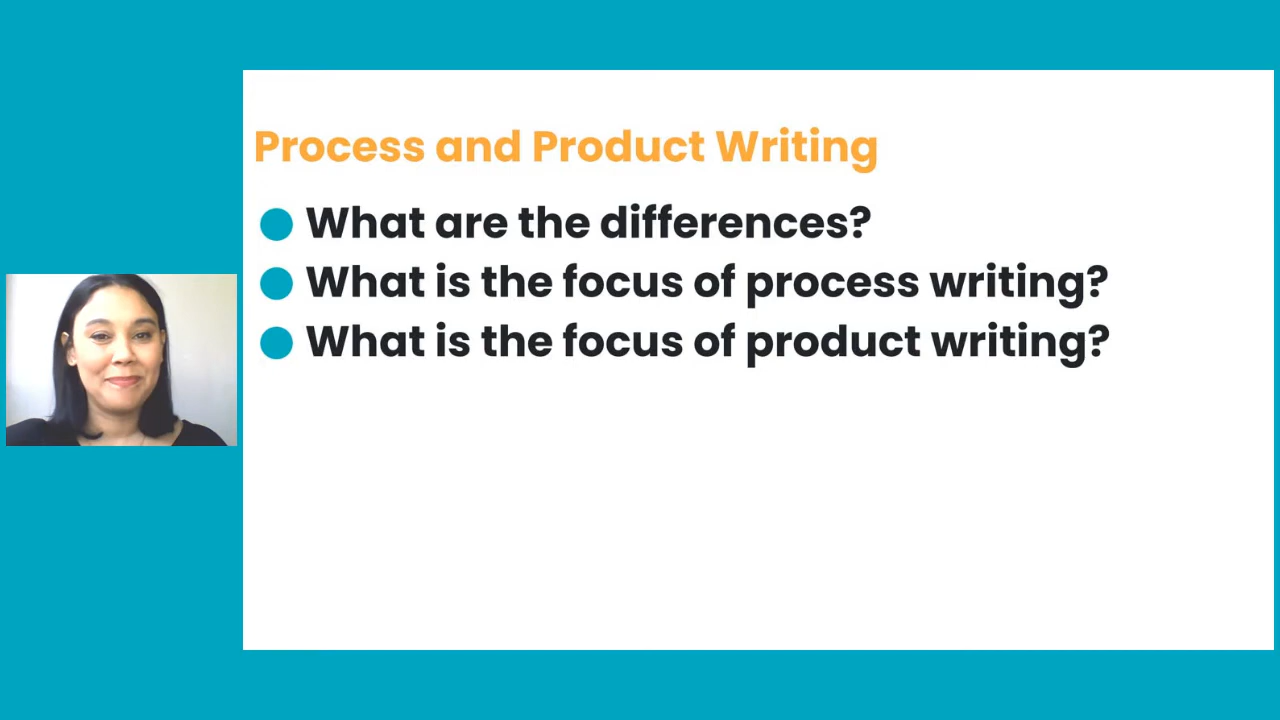 Process and Product Writing
What are the differences?
What is the focus of process writing?
What is the focus of product writing?